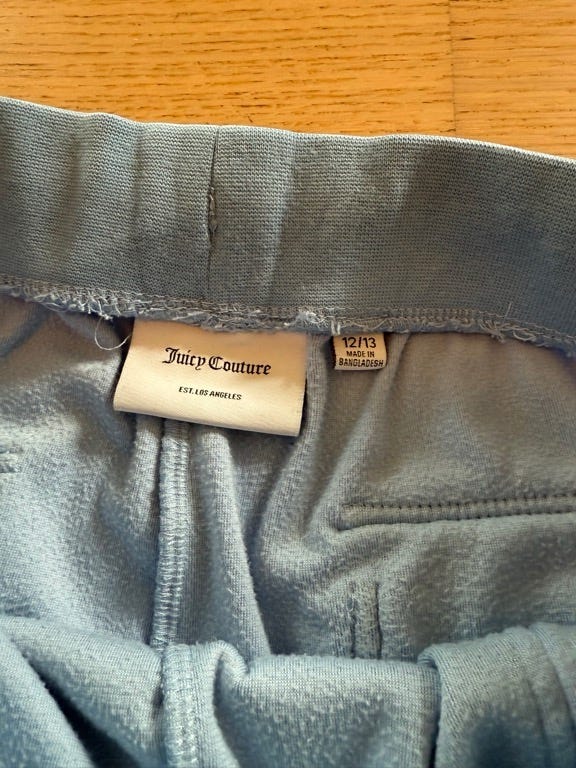 Juicy Couture
EST. LOS ANGELES
12/13
MADE IN
BANGLADESH